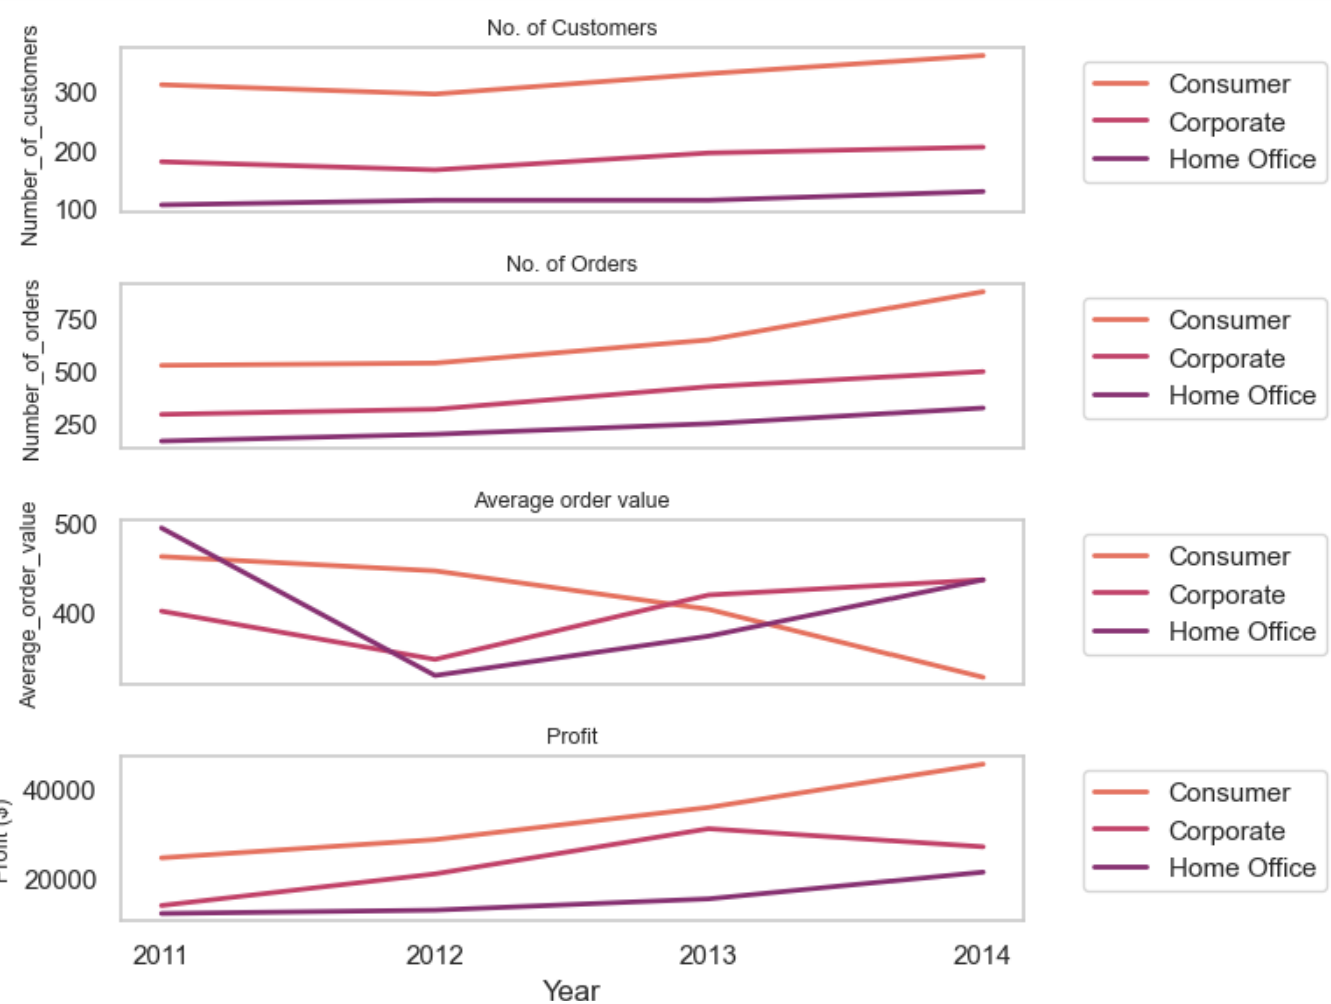 No. of Customers
Number_of_customers
300
200
100
Consumer
Corporate
Home Office
No. of Orders
Number_of_orders
750
500
250
Consumer
Corporate
Home Office
Average order value
Average_order_value
500
400
Consumer
Corporate
Home Office
Profit
Profit ($)
40000
20000
Consumer
Corporate
Home Office
2011 2012 2013 2014
Year